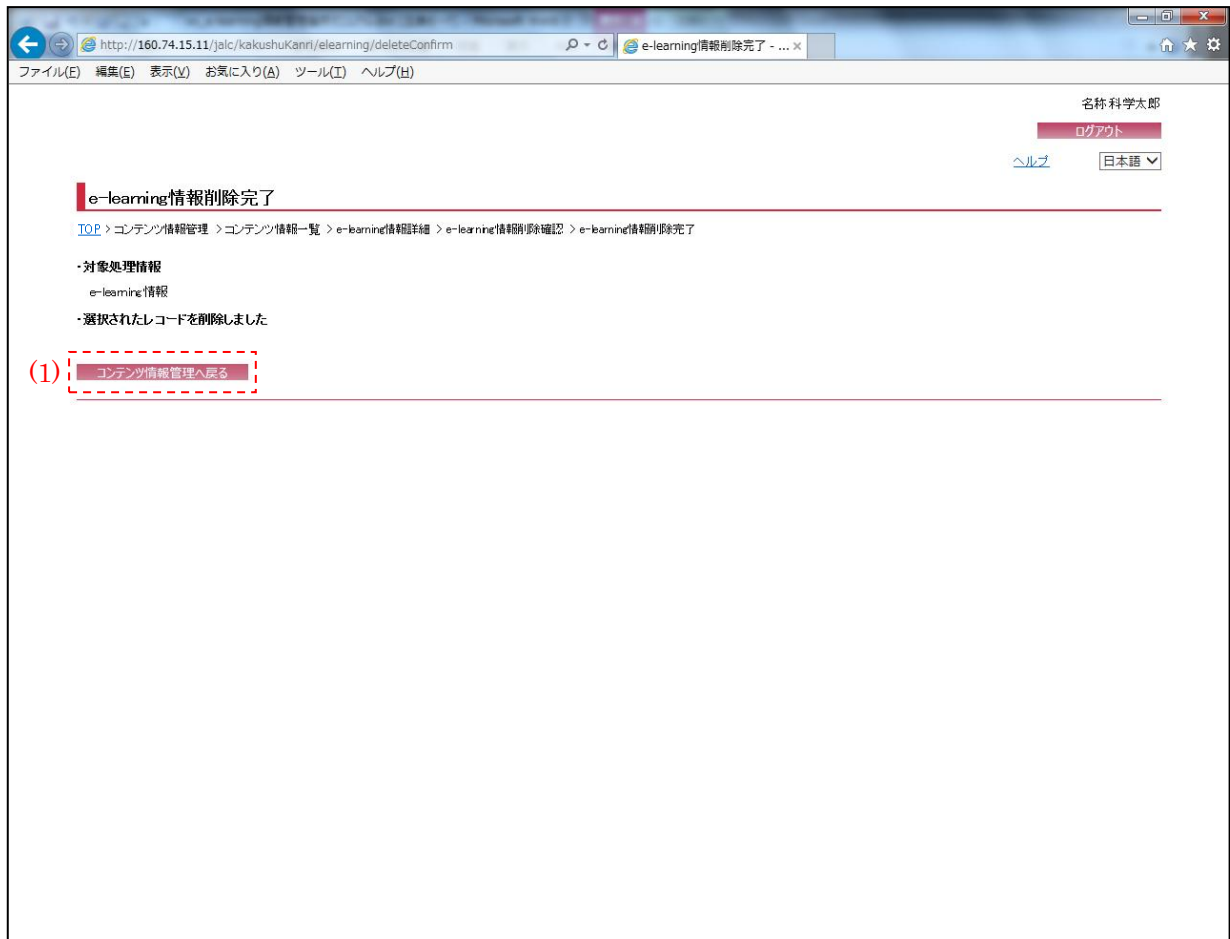 http://160.74.15.11/jalc/kakushuKanri/elearning/deleteConfirm
e-learning情報削除完了 - ...
ファイル(F) 編集(E) 表示(V) お気に入り(A) ツール(T) ヘルプ(H)
名称 科学太郎
ログアウト
ヘルプ 日本語
e-learning情報削除完了
TOP > コンテンツ情報管理 > コンテンツ情報一覧 > e-learning情報詳細 > e-learning情報削除確認 > e-learning情報削除完了
・対象処理情報
e-learning情報
・選択されたレコードを削除しました
(1) コンテンツ情報管理へ戻る